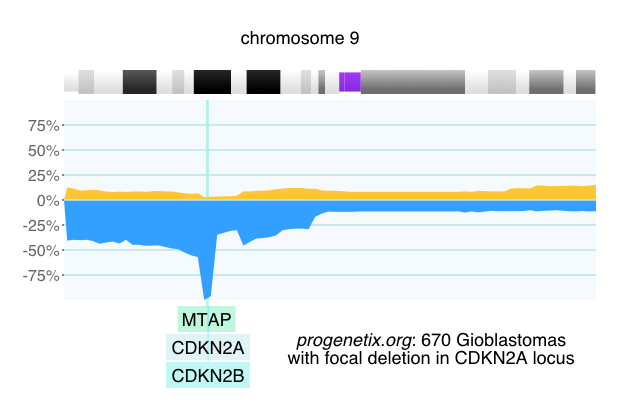 chromosome 9
75%
50%
25%
0%
-25%
-50%
-75%
MTAP
CDKN2A
CDKN2B
progenetix.org: 670 Gioblastomas
with focal deletion in CDKN2A locus